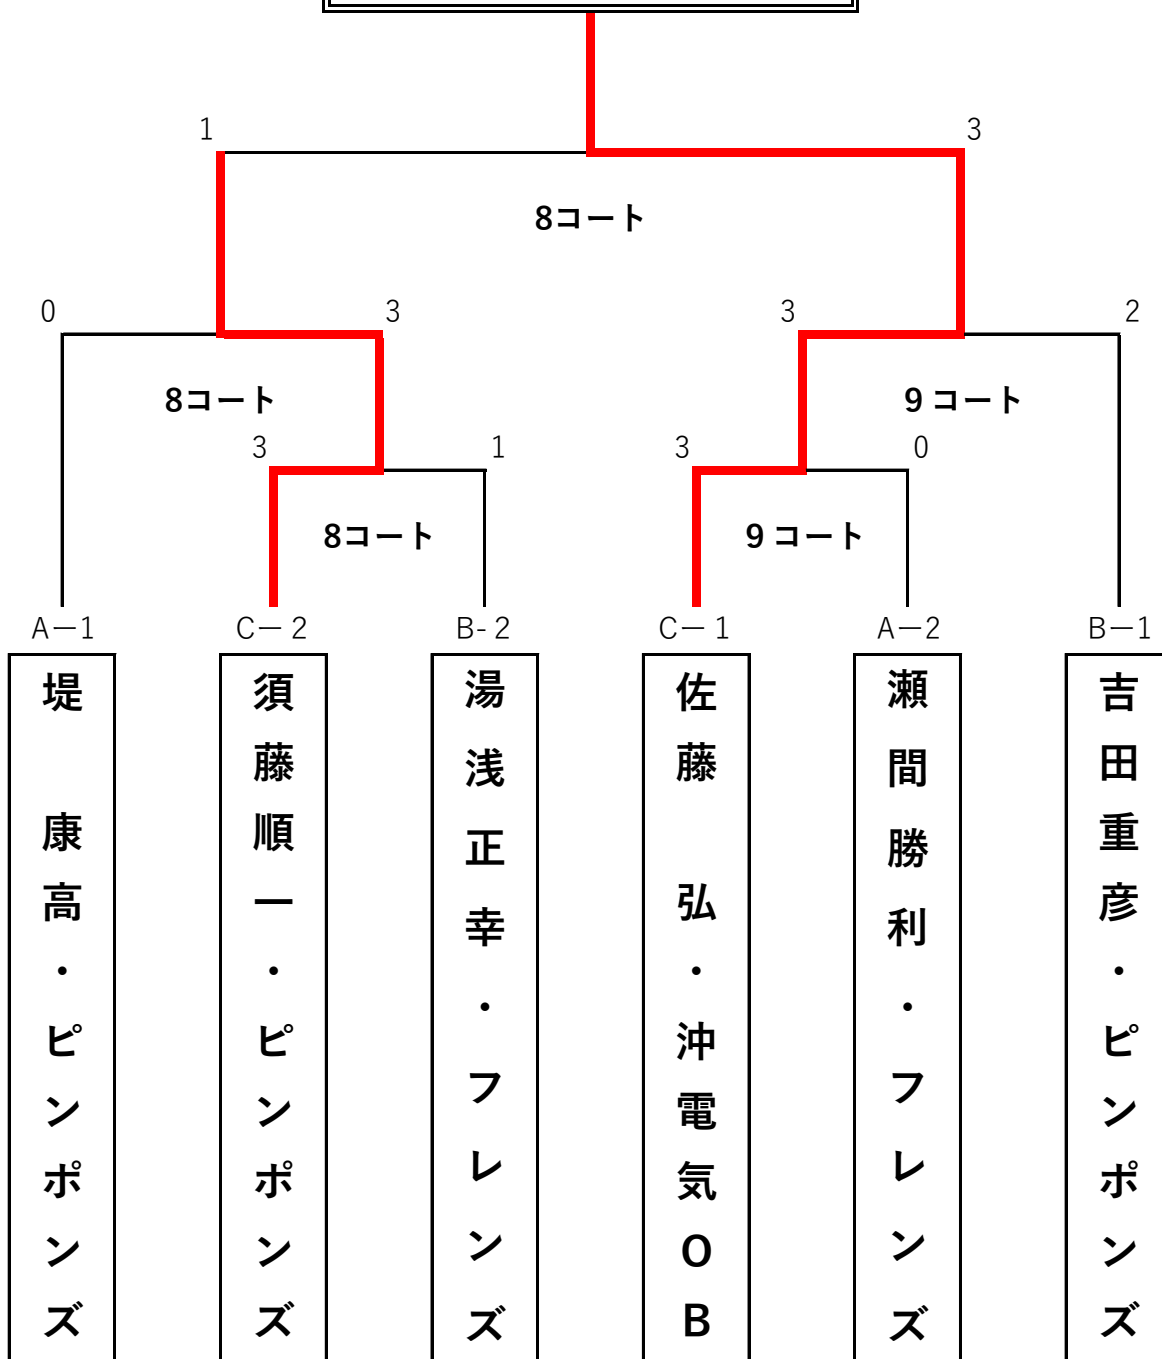 1
3
8コート
0
3
3
2
8コート
9 コート
3
1
3
0
8コート
9 コート
A－1
C－ 2
B- 2
C－ 1
A－2
B－1
堤　康高・ピンポンズ
須藤順一・ピンポンズ
湯浅正幸・フレンズ
佐藤　弘・沖電気OB
瀬間勝利・フレンズ
吉田重彦・ピンポンズ